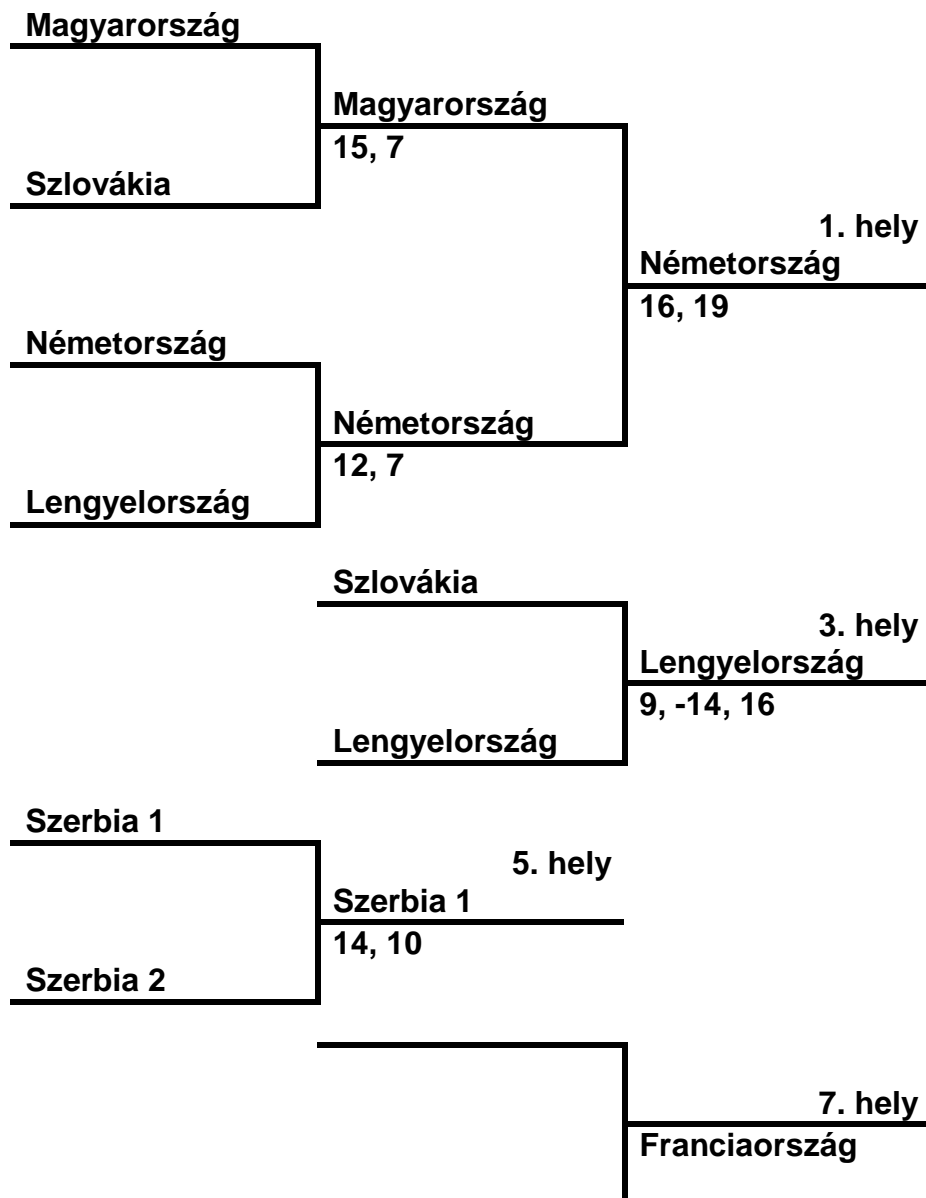 Magyarország
Magyarország
15, 7
Szlovákia
1. hely
Németország
16, 19
Németország
Németország
12, 7
Lengyelország
Szlovákia
3. hely
Lengyelország
9, -14, 16
Lengyelország
Szerbia 1
5. hely
Szerbia 1
14, 10
Szerbia 2
7. hely
Franciaország